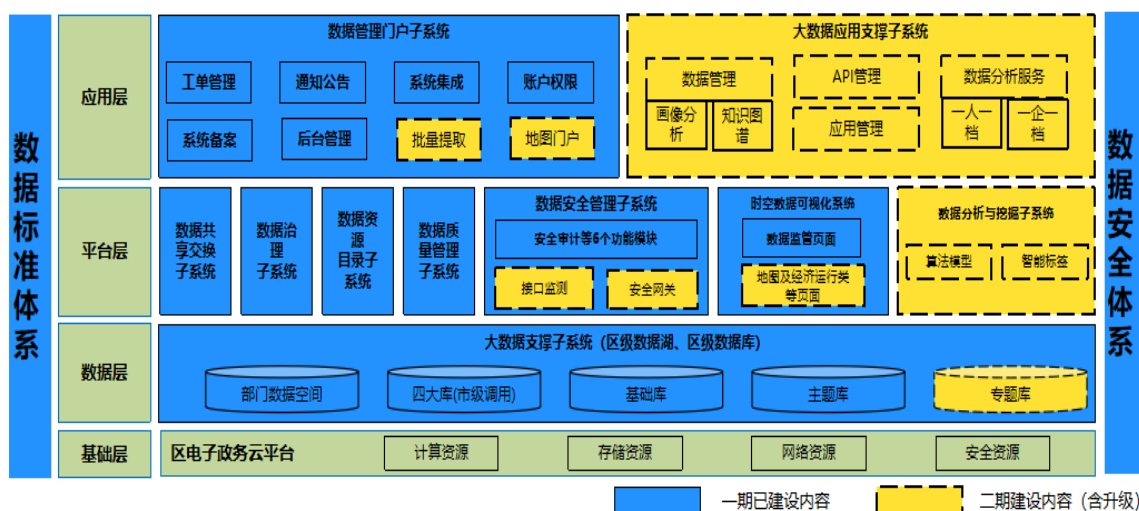 数据标准体系
应用层
数据管理门户子系统
工单管理
通知公告
系统集成
账户权限
系统备案
后台管理
批量提取
地图门户
大数据应用支撑子系统
数据管理
API管理
数据分析服务
画像分
析
知识图
谱
应用管理
一人一
档
一企一
档
平台层
数据共
享交换
子系统
数据治
理
子系统
数据资
源
目录子
系统
数据质
量管理
子系统
数据安全管理子系统
安全审计等6个功能模块
接口监测
安全网关
时空数据可视化系统
数据监管页面
地图及经济运行类
等页面
数据分析与挖掘子系统
算法模型
智能标签
数据层
大数据支撑子系统（区级数据湖、区级数据库）
部门数据空间
四大库(市级调用)
基础库
主题库
专题库
基础层
区电子政务云平台
计算资源
存储资源
网络资源
安全资源
数据安全体系
一期已建设内容
二期建设内容（含升级）